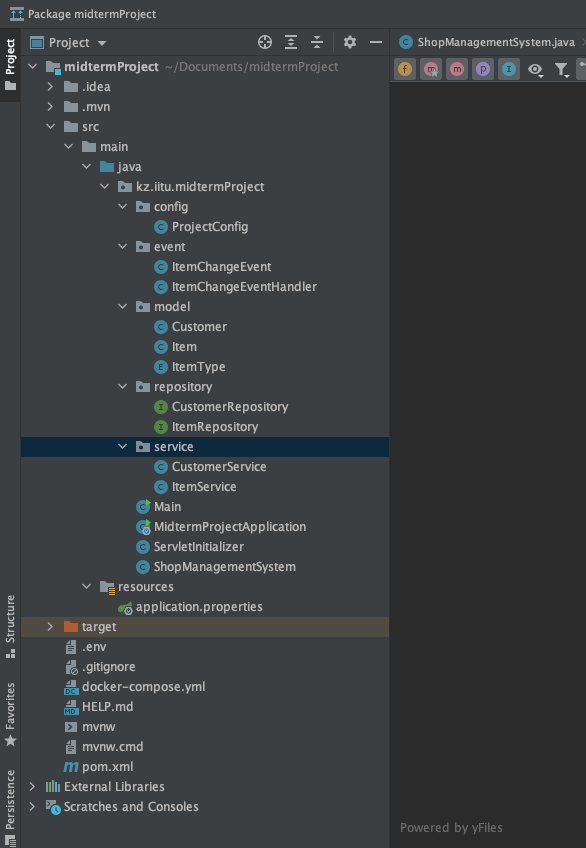 Package midtermProject
Project
Project
ShopManagementSystem.java
midtermProject ~/Documents/midtermProject
f m m p I
.idea
.mvn
src
main
java
kz.iitu.midtermProject
config
C ProjectConfig
event
C ItemChangeEvent
C ItemChangeEventHandler
model
C Customer
C Item
E ItemType
repository
I CustomerRepository
I ItemRepository
service
C CustomerService
C ItemService
C Main
MidtermProjectApplication
C ServletInitializer
C ShopManagementSystem
resources
application.properties
target
.env
.gitignore
DC docker-compose.yml
MD HELP.md
mvnw
mvnw.cmd
m pom.xml
External Libraries
Scratches and Consoles
Structure
Favorites
Persistence
Powered by yFiles